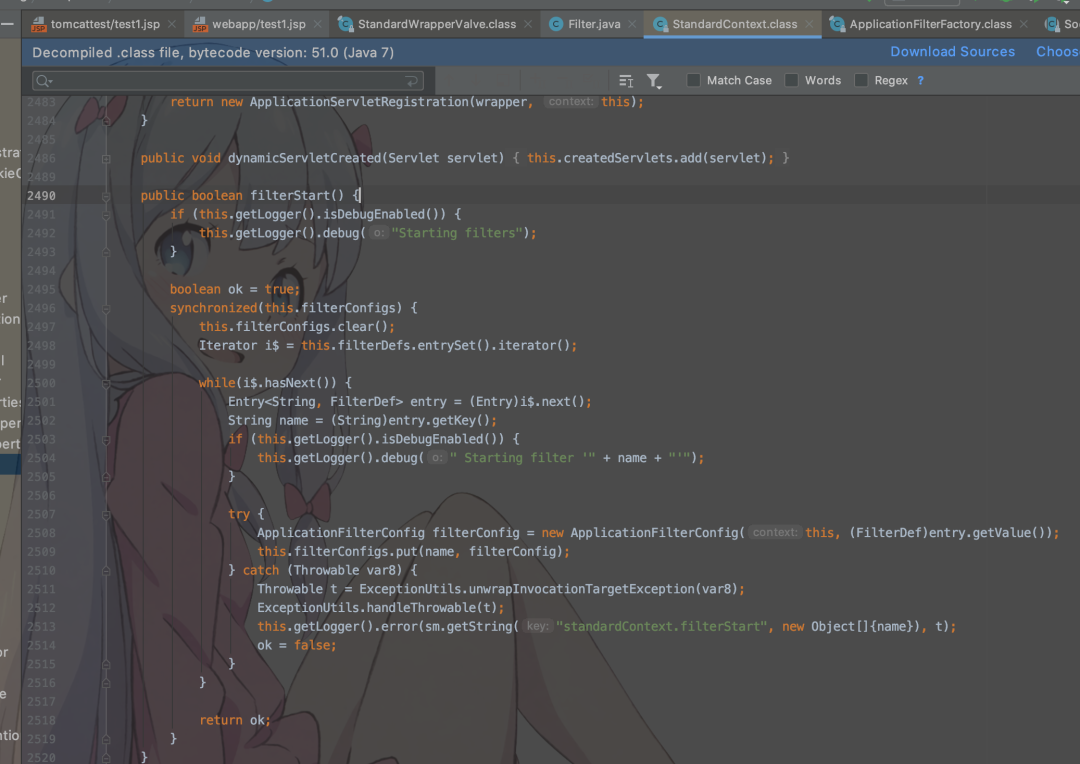 tomcattest/test1.jsp webapp/test1.jsp StandardWrapperValve.class Filter.java StandardContext.class ApplicationFilterFactory.class So
Decompiled .class file, bytecode version: 51.0 (Java 7) Download Sources Choos
Match Case Words Regex ?
2483 return new ApplicationServletRegistration(wrapper, context: this);
2484 }
2485
2486 public void dynamicServletCreated(Servlet servlet) { this.createdServlets.add(servlet); }
2489
2490 public boolean filterStart() {
2491 if (this.getLogger().isDebugEnabled()) {
2492 this.getLogger().debug( o: "Starting filters");
2493 }
2494
2495 boolean ok = true;
2496 synchronized(this.filterConfigs) {
2497 this.filterConfigs.clear();
2498 Iterator i$ = this.filterDefs.entrySet().iterator();
2499
2500 while(i$.hasNext()) {
2501 Entry<String, FilterDef> entry = (Entry)i$.next();
2502 String name = (String)entry.getKey();
2503 if (this.getLogger().isDebugEnabled()) {
2504 this.getLogger().debug( o: " Starting filter '" + name + "'");
2505 }
2506
2507 try {
2508 ApplicationFilterConfig filterConfig = new ApplicationFilterConfig( context: this, (FilterDef)entry.getValue());
2509 this.filterConfigs.put(name, filterConfig);
2510 } catch (Throwable var8) {
2511 Throwable t = ExceptionUtils.unwrapInvocationTargetException(var8);
2512 ExceptionUtils.handleThrowable(t);
2513 this.getLogger().error(sm.getString( key: "standardContext.filterStart", new Object[]{name}), t);
2514 ok = false;
2515 }
2516 }
2517
2518 return ok;
2519 }
2520 }